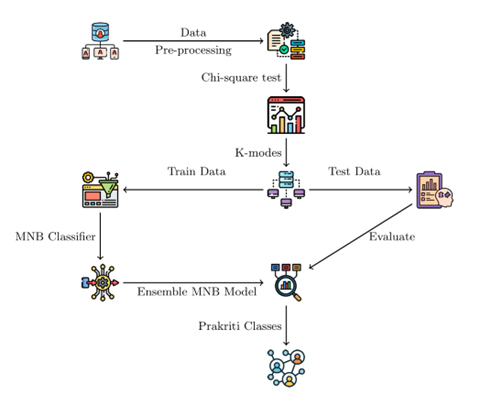 Data
Pre-processing
Chi-square test
K-modes
Train Data
Test Data
MNB Classifier
Evaluate
Ensemble MNB Model
Prakriti Classes